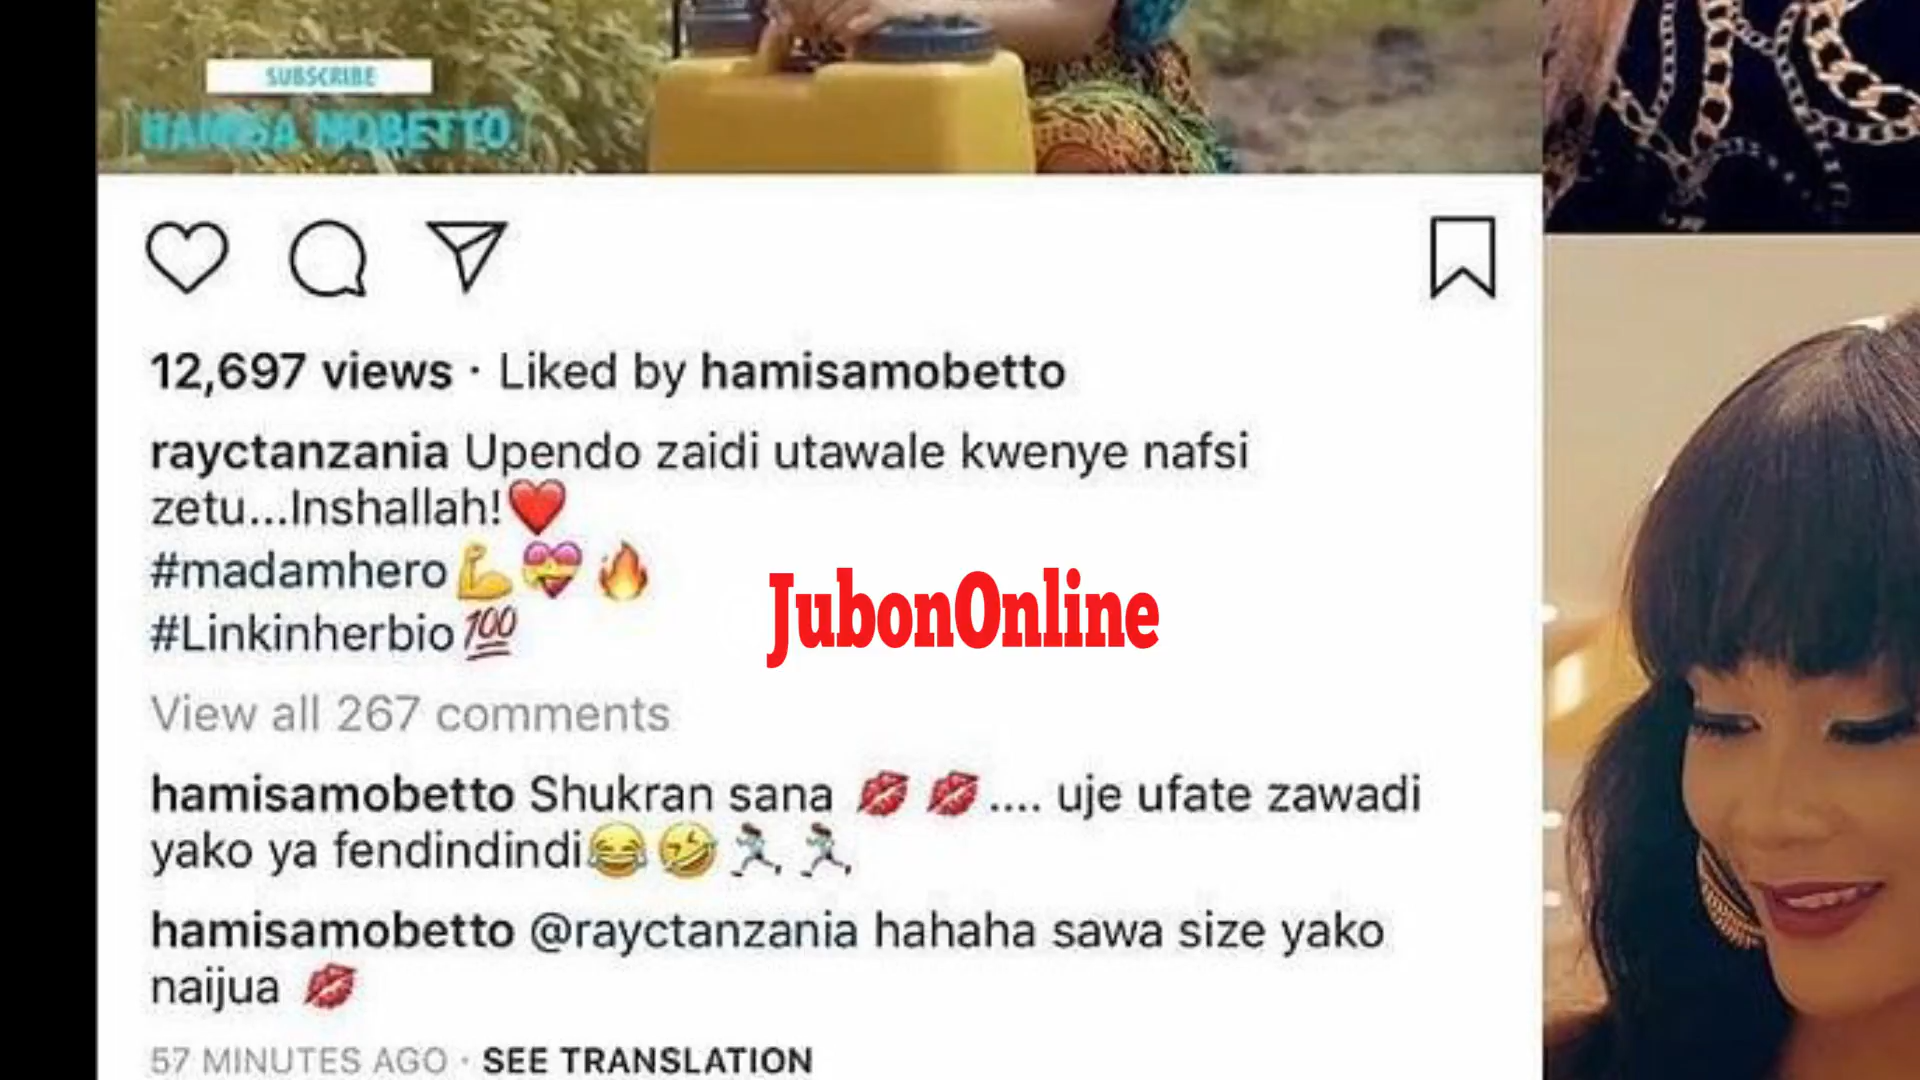 SUBSCRIBE
HAMISA MOBETTO
12,697 views · Liked by hamisamobetto
rayctanzania Upendo zaidi utawale kwenye nafsi
zetu...Inshallah!❤️
#madamhero💪💝🔥
#Linkinherbio💯
JubonOnline
View all 267 comments
hamisamobetto Shukran sana 💋 💋.... uje ufate zawadi
yako ya fendindindi😂🤣🏃‍♀️🏃‍♀️
hamisamobetto @rayctanzania hahaha sawa size yako
naijua 💋
57 MINUTES AGO · SEE TRANSLATION